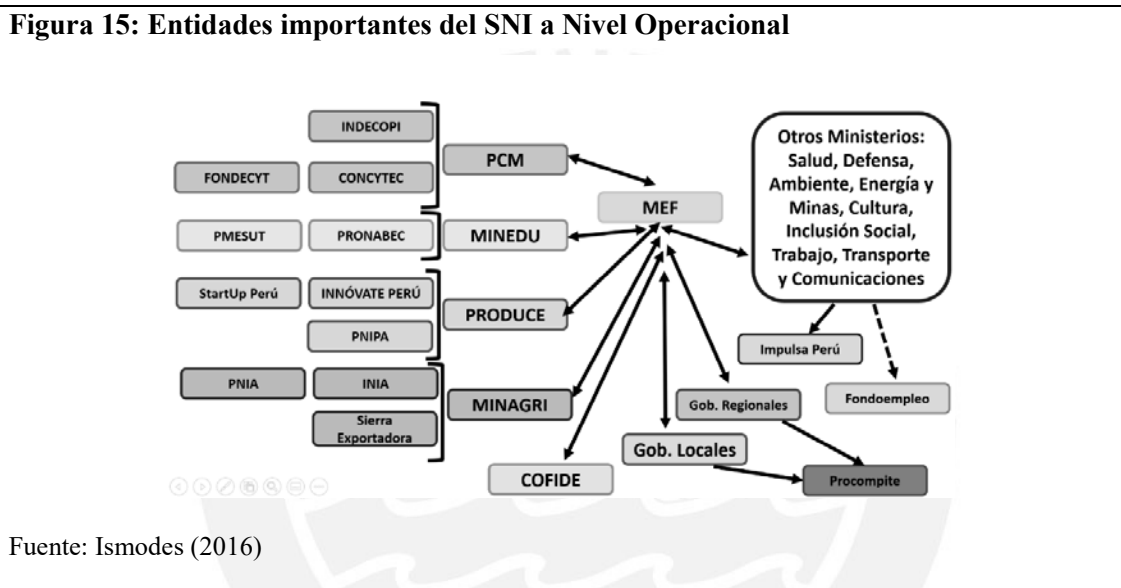 Figura 15: Entidades importantes del SNI a Nivel Operacional
INDECOPI
FONDECYT
CONCYTEC
PCM
PMESUT
PRONABEC
MINEDU
StartUp Perú
INNÓVATE PERÚ
PNIPA
PRODUCE
PNIA
INIA
Sierra
Exportadora
MINAGRI
COFIDE
MEF
Otros Ministerios:
Salud, Defensa,
Ambiente, Energía y
Minas, Cultura,
Inclusión Social,
Trabajo, Transporte
y Comunicaciones
Impulsa Perú
Fondoempleo
Gob. Regionales
Gob. Locales
Procompite
Fuente: Ismodes (2016)